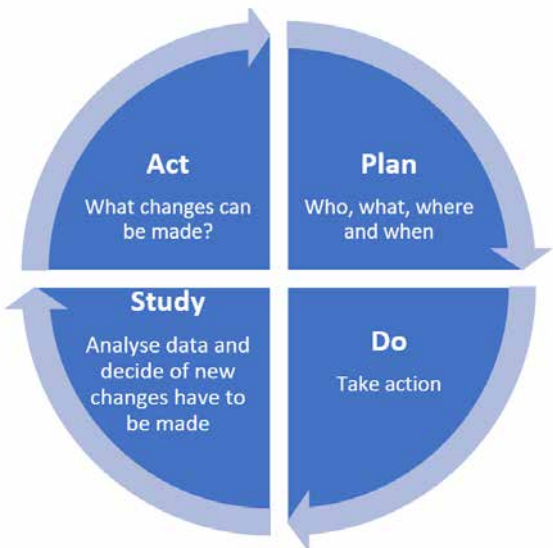 Act
What changes can
be made?
Plan
Who, what, where
and when
Study
Analyse data and
decide of new
changes have to
be made
Do
Take action